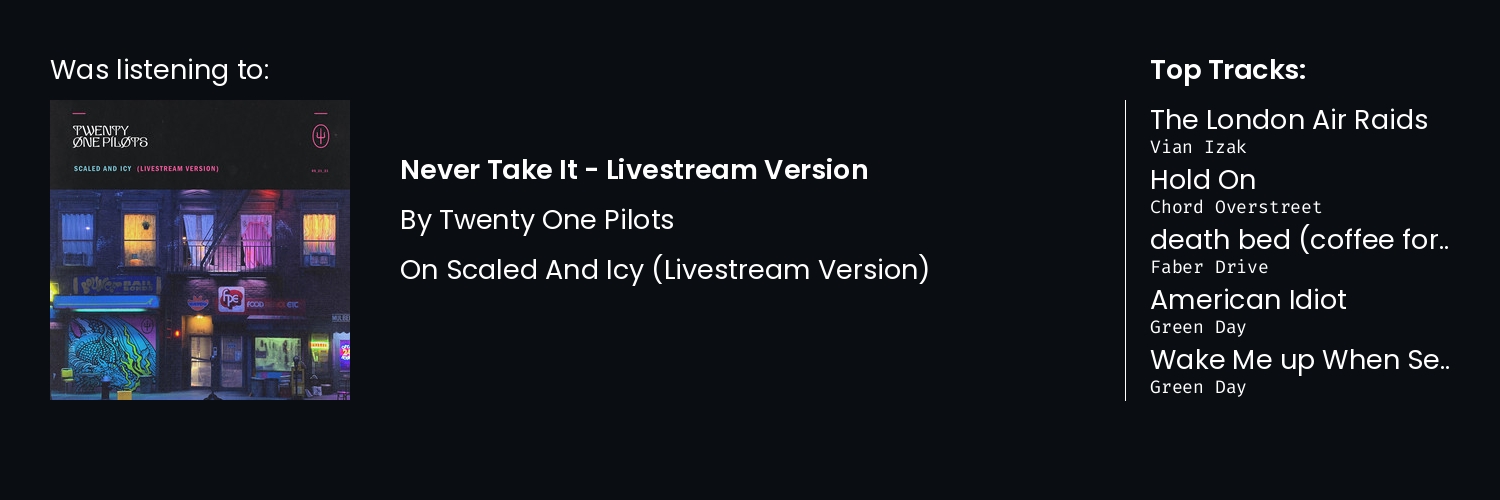 Was listening to:
TWENTY
ØNE PILØTS
SCALED AND ICY (LIVESTREAM VERSION)
FOOD
Never Take It - Livestream Version
By Twenty One Pilots
On Scaled And Icy (Livestream Version)
Top Tracks:
The London Air Raids
Vian Izak
Hold On
Chord Overstreet
death bed (coffee for..
Faber Drive
American Idiot
Green Day
Wake Me up When Se..
Green Day